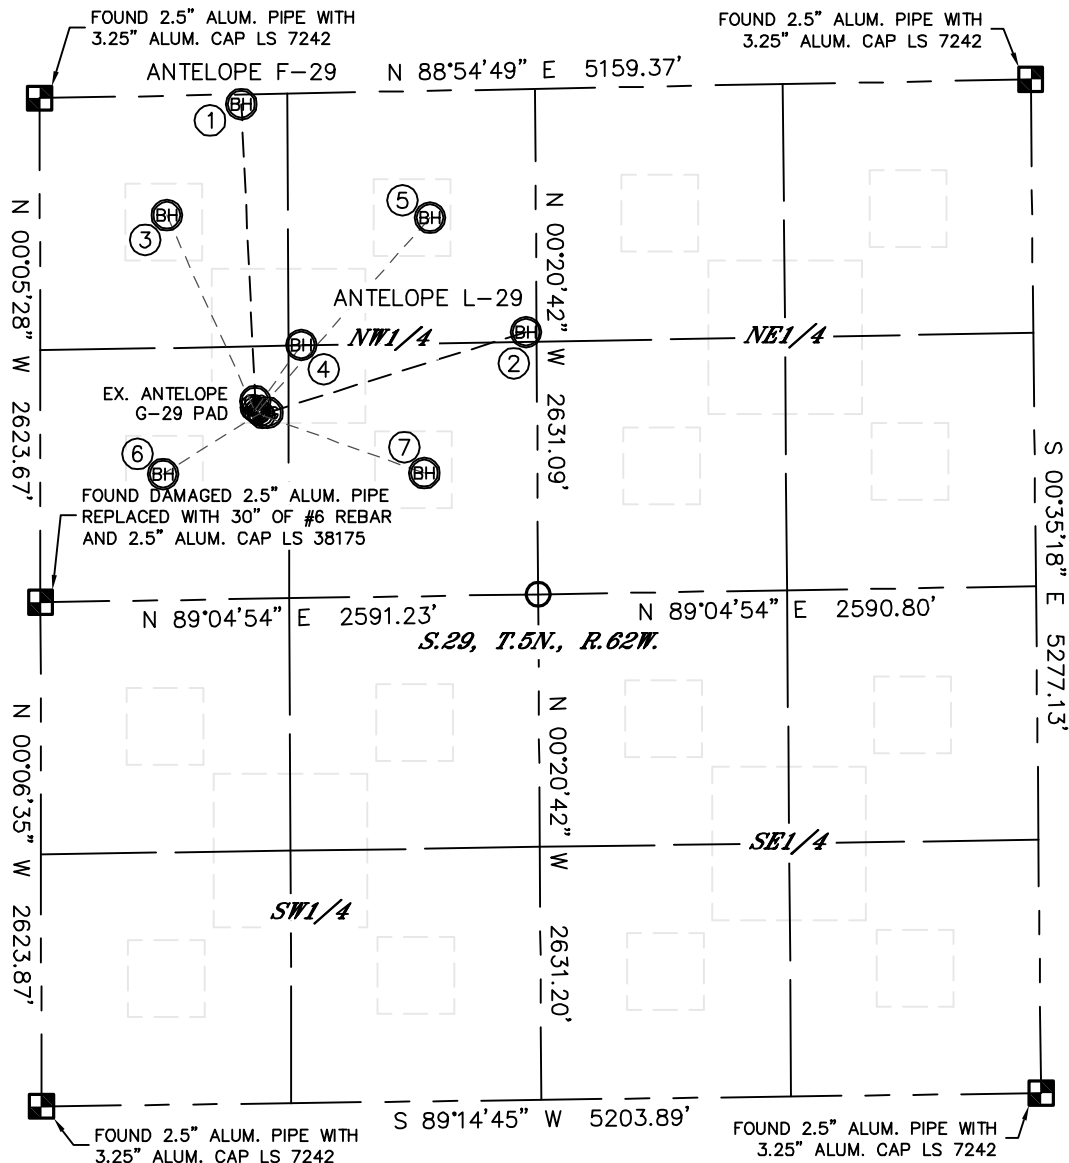 FOUND 2.5" ALUM. PIPE WITH
3.25" ALUM. CAP LS 7242
FOUND 2.5" ALUM. PIPE WITH
3.25" ALUM. CAP LS 7242
ANTELOPE F-29
N 88°54'49" E 5159.37'
BH
1
BH
3
5
BH
N 00°05'28" W 2623.67'
N 00°20'42" W 2631.09'
ANTELOPE L-29
BH
2
BH
4
NW1/4
NE1/4
EX. ANTELOPE
G-29 PAD
6
BH
7
BH
FOUND DAMAGED 2.5" ALUM. PIPE
REPLACED WITH 30" OF #6 REBAR
AND 2.5" ALUM. CAP LS 38175
S 00°35'18" E 5277.13'
N 89°04'54" E 2591.23'
N 89°04'54" E 2590.80'
S.29, T.5N., R.62W.
N 00°06'35" W 2623.87'
N 00°20'42" W 2631.20'
SE1/4
SW1/4
S 89°14'45" W 5203.89'
FOUND 2.5" ALUM. PIPE WITH
3.25" ALUM. CAP LS 7242
FOUND 2.5" ALUM. PIPE WITH
3.25" ALUM. CAP LS 7242